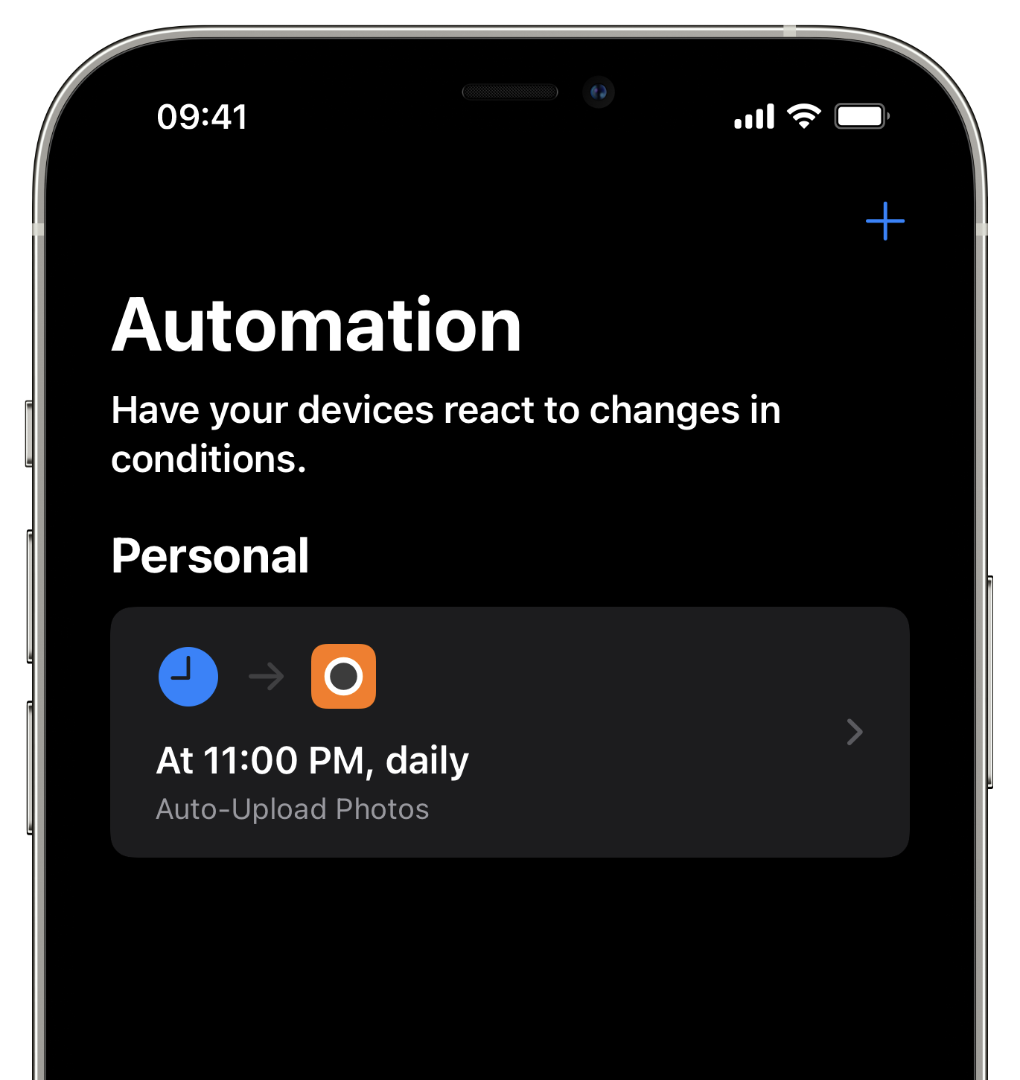 09:41
Automation
Have your devices react to changes in
conditions.
Personal
At 11:00 PM, daily
Auto-Upload Photos